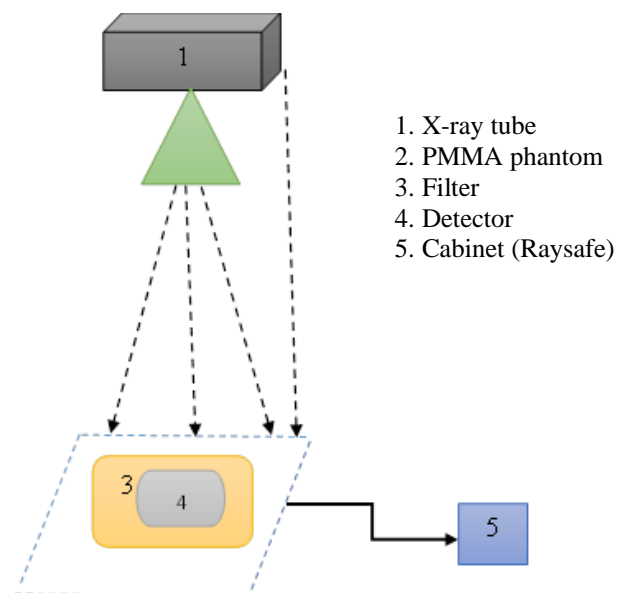 1
1. X-ray tube
2. PMMA phantom
3. Filter
4. Detector
5. Cabinet (Raysafe)
3
4
5